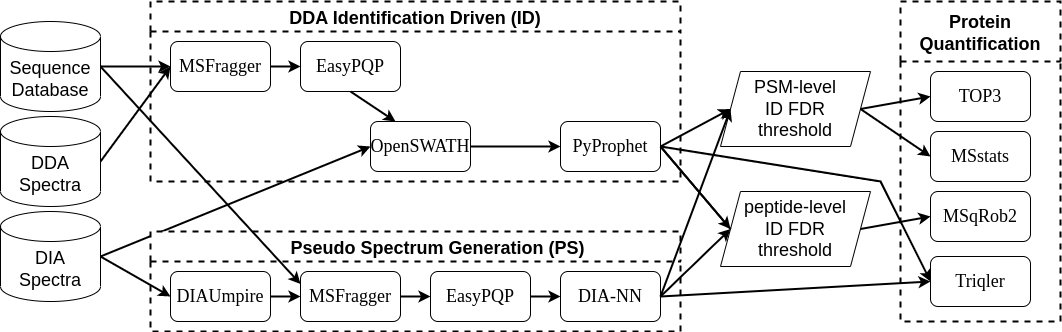 Sequence
Database
DDA
Spectra
DIA
Spectra
DDA Identification Driven (ID)
MSFragger
EasyPQP
OpenSWATH
PyProphet
Pseudo Spectrum Generation (PS)
DIAUmpire
MSFragger
EasyPQP
DIA-NN
PSM-level
ID FDR
threshold
peptide-level
ID FDR
threshold
Protein
Quantification
TOP3
MSstats
MSqRob2
Triqler